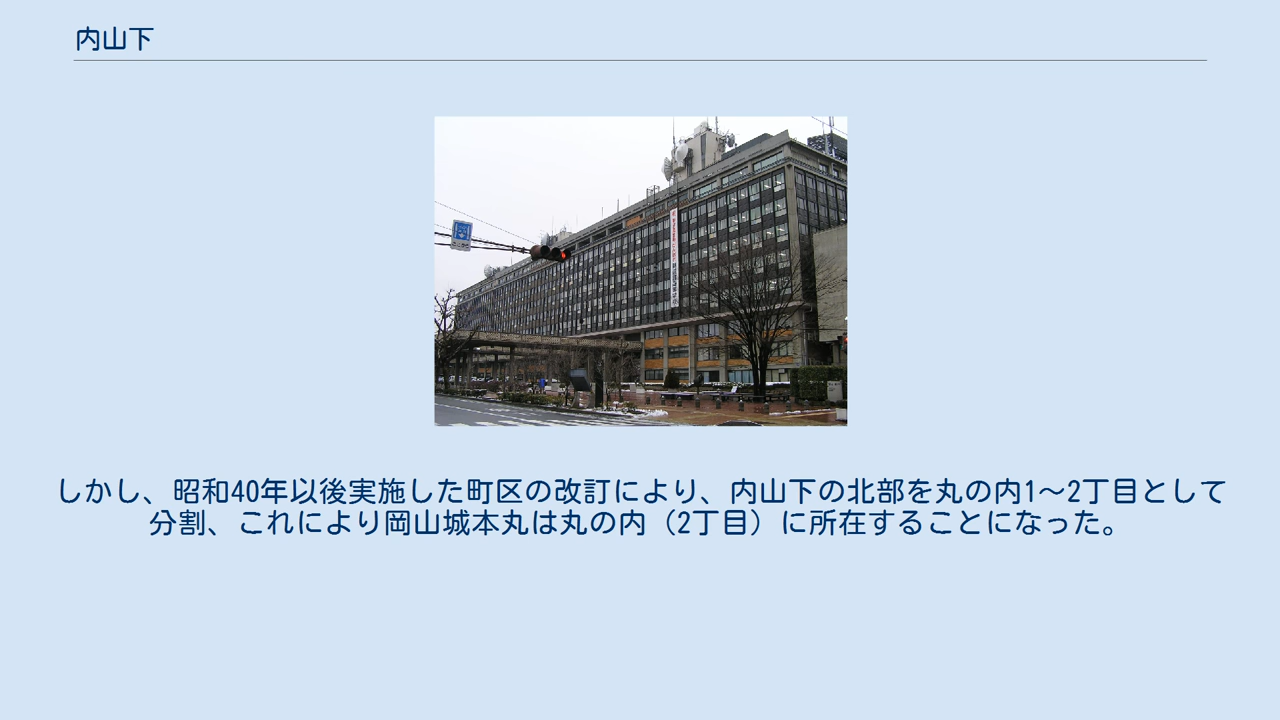 内山下
しかし、昭和40年以後実施した町区の改訂により、内山下の北部を丸の内1～2丁目として
分割、これにより岡山城本丸は丸の内（2丁目）に所在することになった。